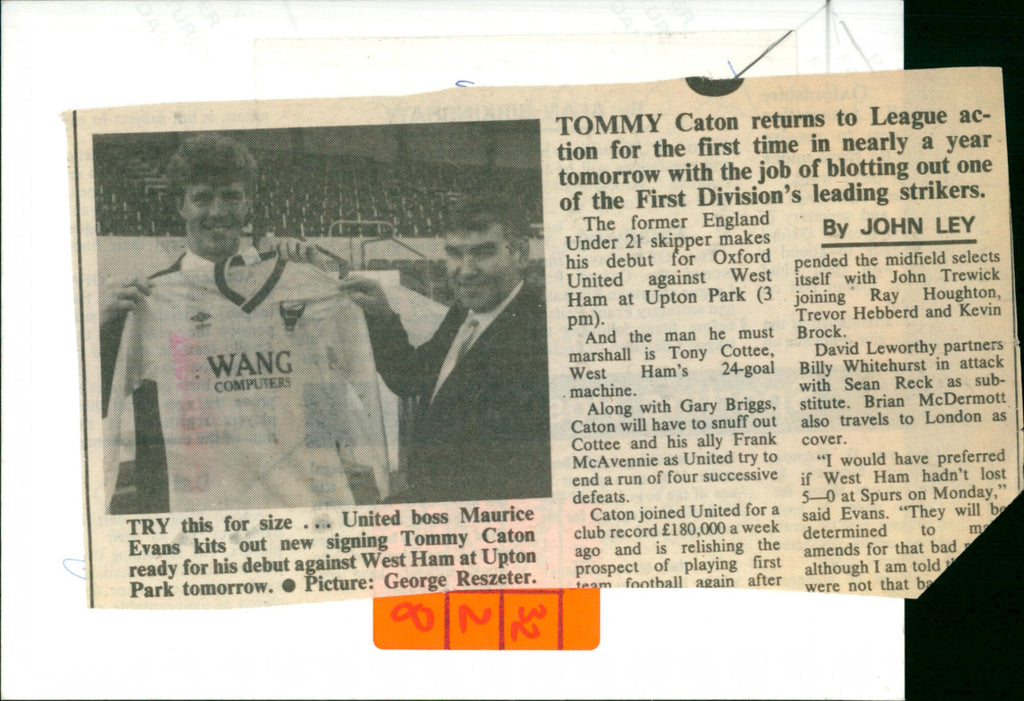 WANG
COMPUTERS
TRY this for size ... United boss Maurice
Evans kits out new signing Tommy Caton
ready for his debut against West Ham at Upton
Park tomorrow. ● Picture: George Reszeter.
TOMMY Caton returns to League ac-
tion for the first time in nearly a year
tomorrow with the job of blotting out one
of the First Division's leading strikers.
The former England
Under 21 skipper makes
his debut for Oxford
United against West
Ham at Upton Park (3
pm).
And the man he must
marshall is Tony Cottee,
West Ham's 24-goal
machine.
Along with Gary Briggs,
Caton will have to snuff out
Cottee and his ally Frank
McAvennie as United try to
end a run of four successive
defeats.
Caton joined United for a
club record £180,000 a week
ago and is relishing the
prospect of playing first
team football again after
By JOHN LEY
pended the midfield selects
itself with John Trewick
joining Ray Houghton,
Trevor Hebberd and Kevin
Brock.
David Leworthy partners
Billy Whitehurst in attack
with Sean Reck as sub-
stitute. Brian McDermott
also travels to London as
cover.
"I would have preferred
if West Ham hadn't lost
5—0 at Spurs on Monday,"
said Evans. "They will be
determined to
amends for that bad
although I am told
were not that
8 2 32